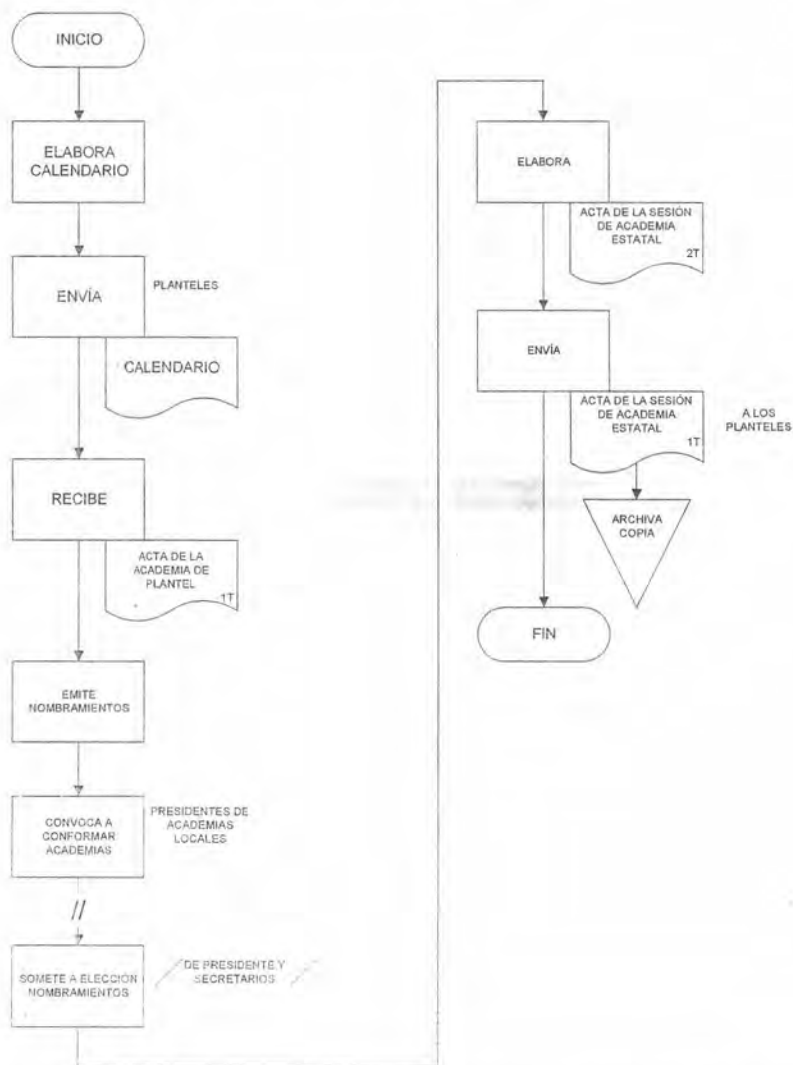 INICIO
ELABORA
CALENDARIO
ENVÍA
PLANTELES
CALENDARIO
RECIBE
ACTA DE LA
ACADEMIA DE
PLANTEL
1T
EMITE
NOMBRAMIENTOS
CONVOCA A
CONFORMAR
ACADEMIAS
PRESIDENTES DE
ACADEMIAS
LOCALES
//
SOMETE A ELECCIÓN
NOMBRAMIENTOS
DE PRESIDENTE Y
SECRETARIOS
ELABORA
ACTA DE LA SESIÓN
DE ACADEMIA
ESTATAL
2T
ENVÍA
ACTA DE LA SESIÓN
DE ACADEMIA
ESTATAL
1T
A LOS
PLANTELES
ARCHIVA
COPIA
FIN